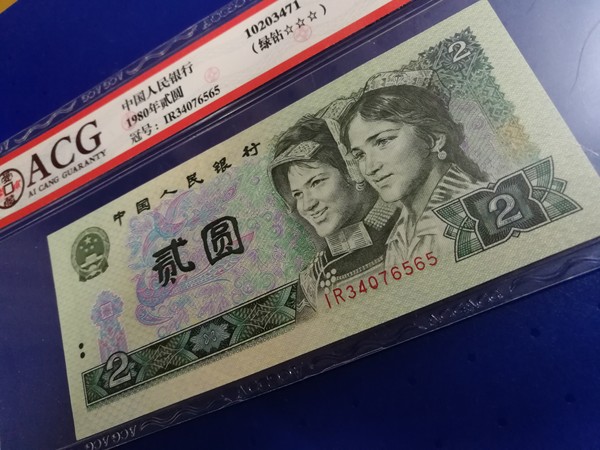 ACG
AI CANG GUARANTY
中国人民银行
1980年贰圆
冠号：IR34076565
10203471
（绿钻☆☆☆）
中国人民银行
贰圆
2
2
2
IR34076565